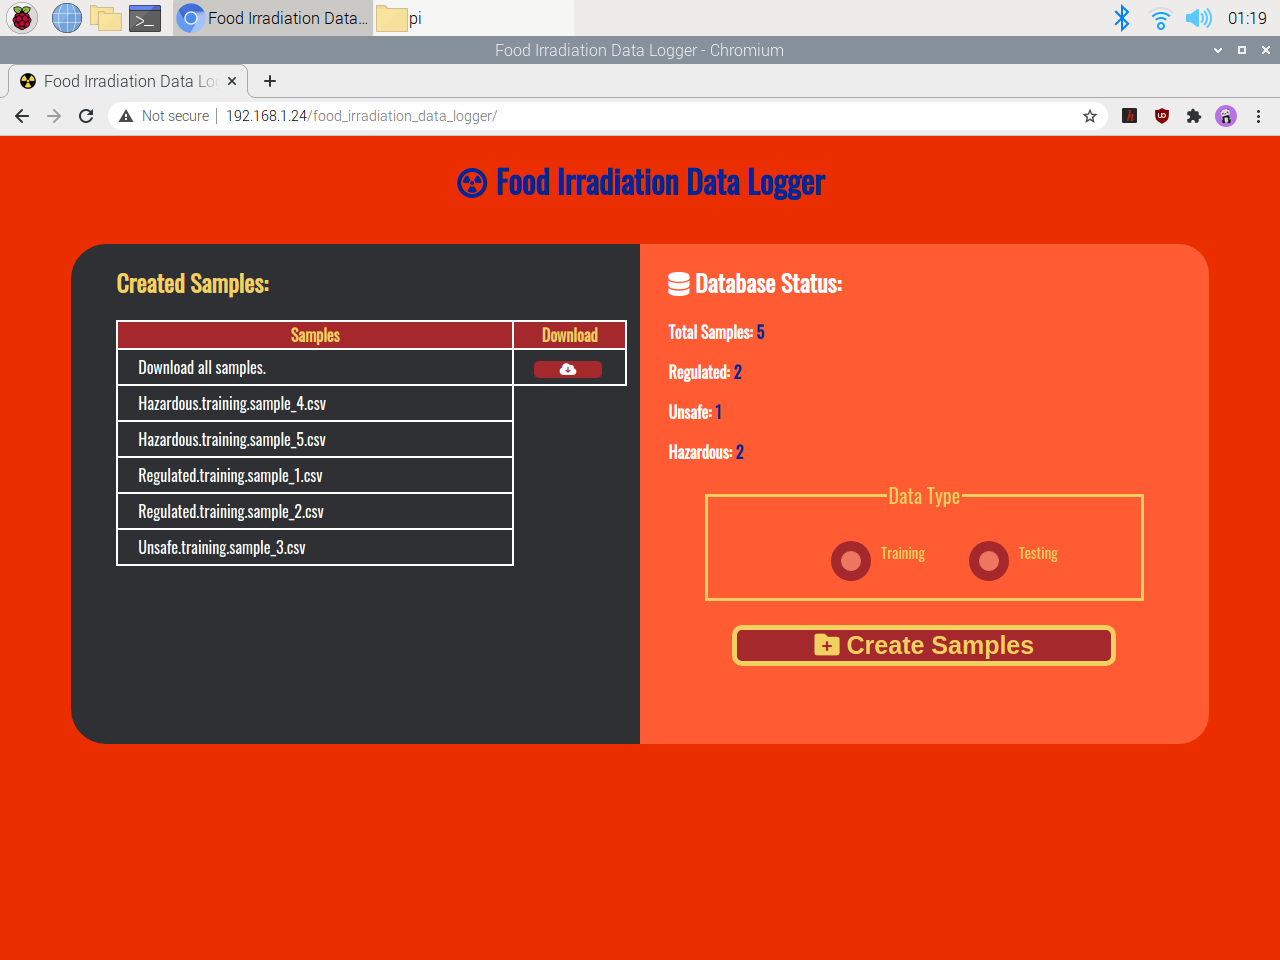 Food Irradiation Data...
pi
01:19
Food Irradiation Data Logger - Chromium
Food Irradiation Data Lo
Not secure
192.168.1.24/food_irradiation_data_logger/
Food Irradiation Data Logger
Created Samples:
Samples Download
Download all samples.
Hazardous.training.sample_4.csv
Hazardous.training.sample_5.csv
Regulated.training.sample_1.csv
Regulated.training.sample_2.csv
Unsafe.training.sample_3.csv
Database Status:
Total Samples: 5
Regulated: 2
Unsafe: 1
Hazardous: 2
Data Type
Training Testing
Create Samples